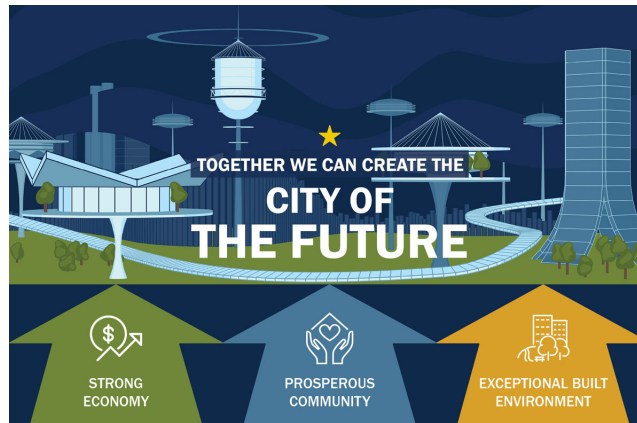 TOGETHER WE CAN CREATE THE
CITY OF
THE FUTURE
$
STRONG
ECONOMY
PROSPEROUS
COMMUNITY
EXCEPTIONAL BUILT
ENVIRONMENT